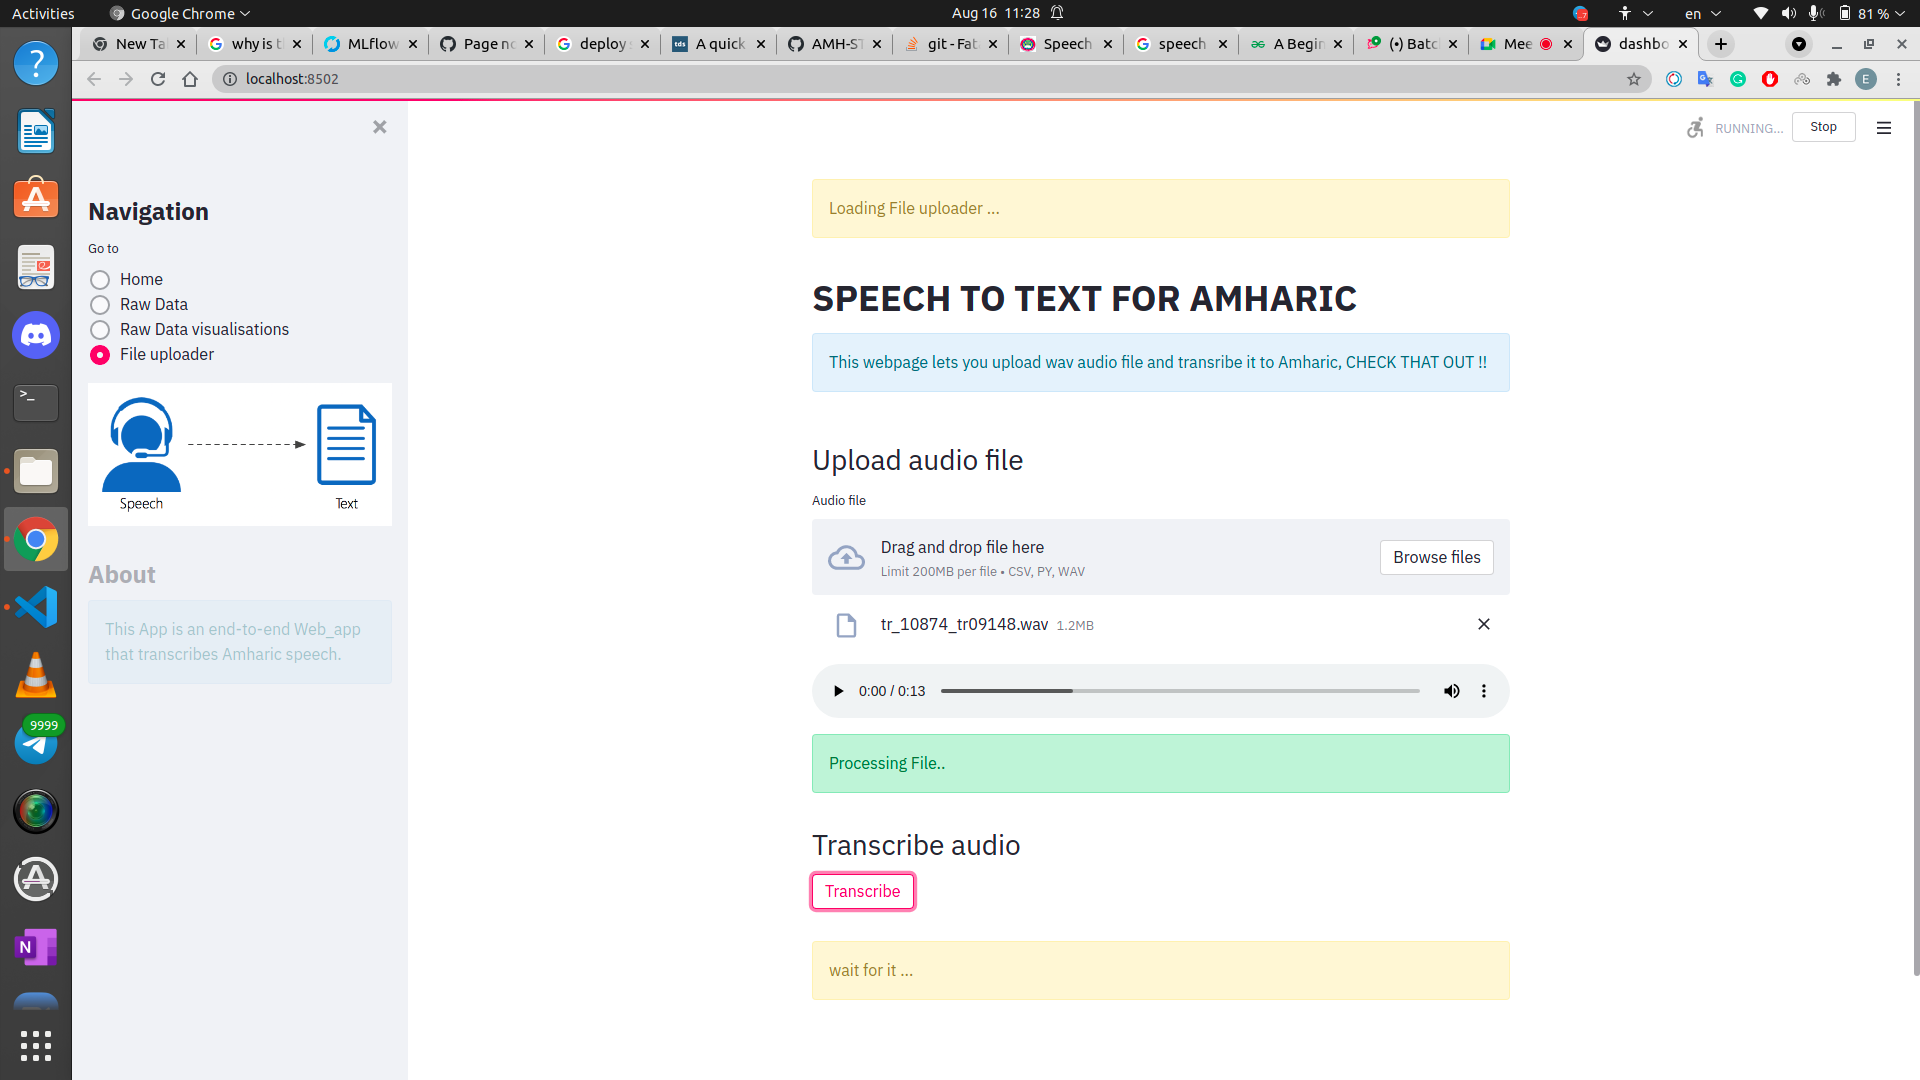 Activities
Google Chrome
Aug 16 11:28
en
81 %
New Ta
why is t
MLflow
Page no
deploy
A quick
AMH-ST
git - Fat
Speech
speech
A Begin
(•) Batc
Mee
dashbo
localhost:8502
RUNNING...
Stop
Navigation
Go to
Home
Raw Data
Raw Data visualisations
File uploader
Speech
Text
About
This App is an end-to-end Web_app
that transcribes Amharic speech.
Loading File uploader ...
SPEECH TO TEXT FOR AMHARIC
This webpage lets you upload wav audio file and transribe it to Amharic, CHECK THAT OUT !!
Upload audio file
Audio file
Drag and drop file here
Limit 200MB per file • CSV, PY, WAV
Browse files
tr_10874_tr09148.wav 1.2MB
0:00 / 0:13
Processing File..
Transcribe audio
Transcribe
wait for it ...
9999